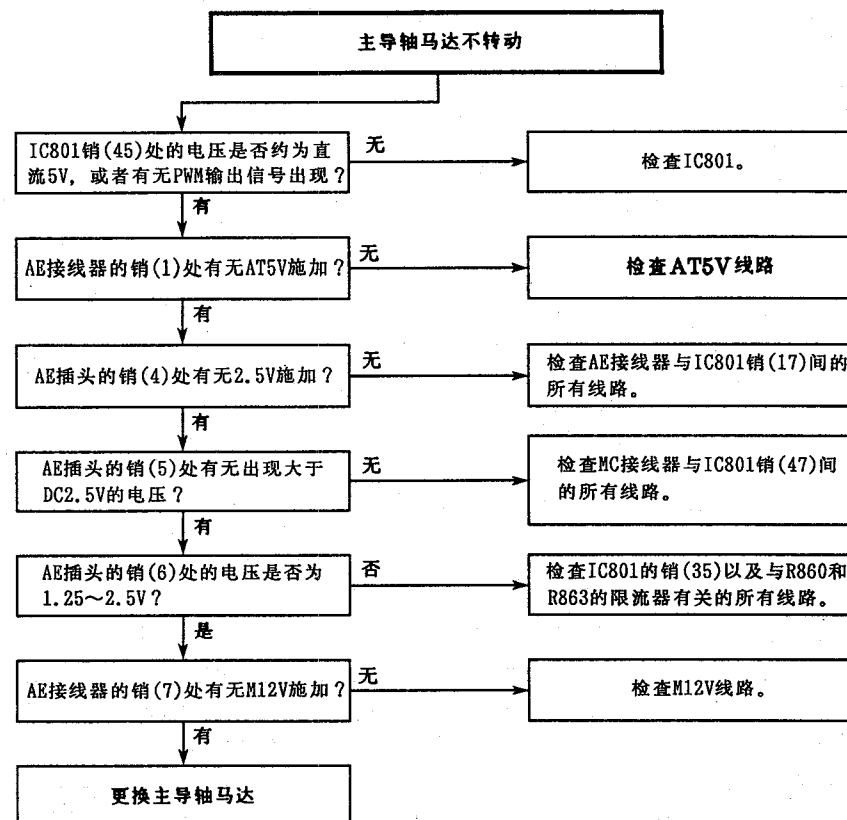 主导轴马达不转动
IC801销(45)处的电压是否约为直
流5V, 或者有无PWM输出信号出现?
无
检查IC801。
有
AE接线器的销(1)处有无AT5V施加?
无
检查AT5V线路
有
AE插头的销(4)处有无2.5V施加?
无
检查AE接线器与IC801销(17)间的
所有线路。
有
AE插头的销(5)处有无出现大于
DC2.5V的电压?
无
检查MC接线器与IC801销(47)间
的所有线路。
有
AE插头的销(6)处的电压是否为
1.25~2.5V?
否
检查IC801的销(35)以及与R860和
R863的限流器有关的所有线路。
是
AE接线器的销(7)处有无M12V施加?
无
检查M12V线路。
有
更换主导轴马达